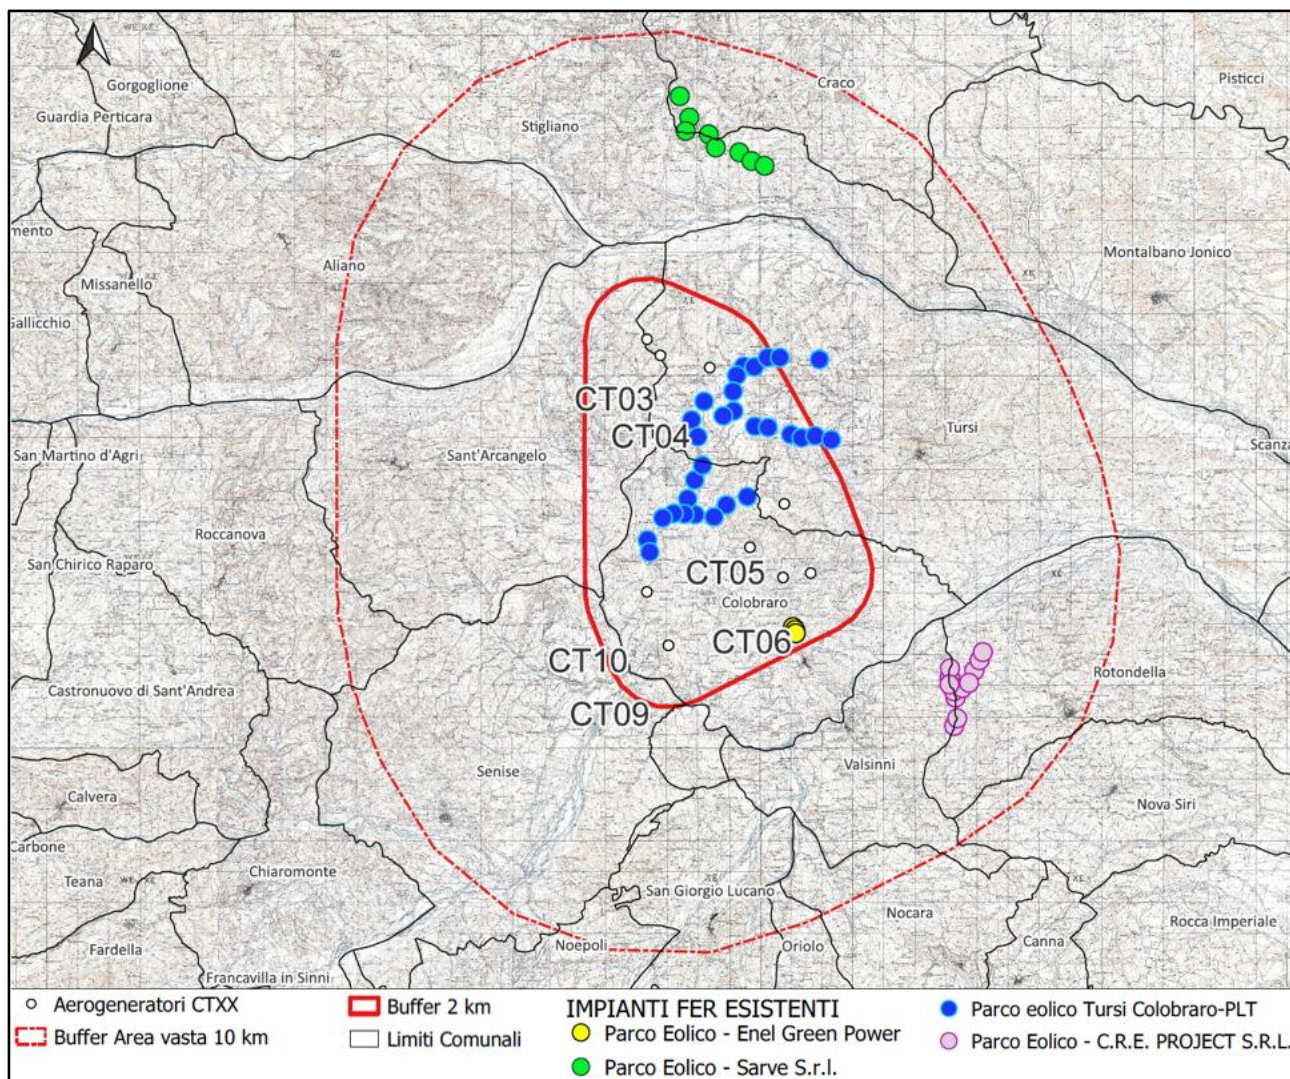 Gorgoglione
Craco
Pisticci
Guardia Perticara
Stigliano
mento
Montalbano Jonico
Aliano
Missanello
Gallicchio
CT03
CT04
Tursi
Scanza
San Martino d'Agri
Sant'Arcangelo
Roccanova
San Chirico Raparo
CT05
Colobraro
CT06
CT10
Rotondella
Castronuovo di Sant'Andrea
CT09
Senise
Valsinni
Calvera
Nova Siri
Carbone
Teana
Chiaromonte
San Giorgio Lucano
Nocara
Rocca Imperiale
Fardella
Noepoli
Oriolo
Canna
Francavilla in Sinni
Aerogeneratori CTXX
Buffer Area vasta 10 km
Buffer 2 km
Limiti Comunali
IMPIANTI FER ESISTENTI
Parco Eolico - Enel Green Power
Parco Eolico - Sarve S.r.l.
Parco eolico Tursi Colobraro-PLT
Parco Eolico - C.R.E. PROJECT S.R.L.